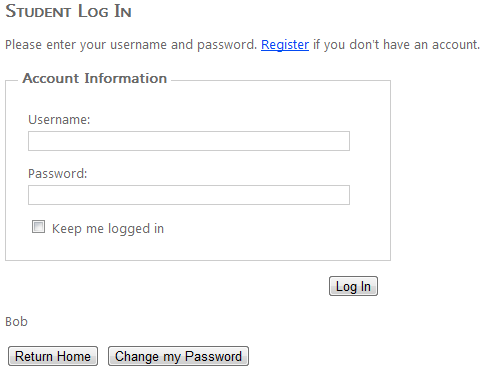 Student Log In
Please enter your username and password. Register if you don't have an account.
Account Information
Username:
Password:
Keep me logged in
Log In
Bob
Return Home Change my Password